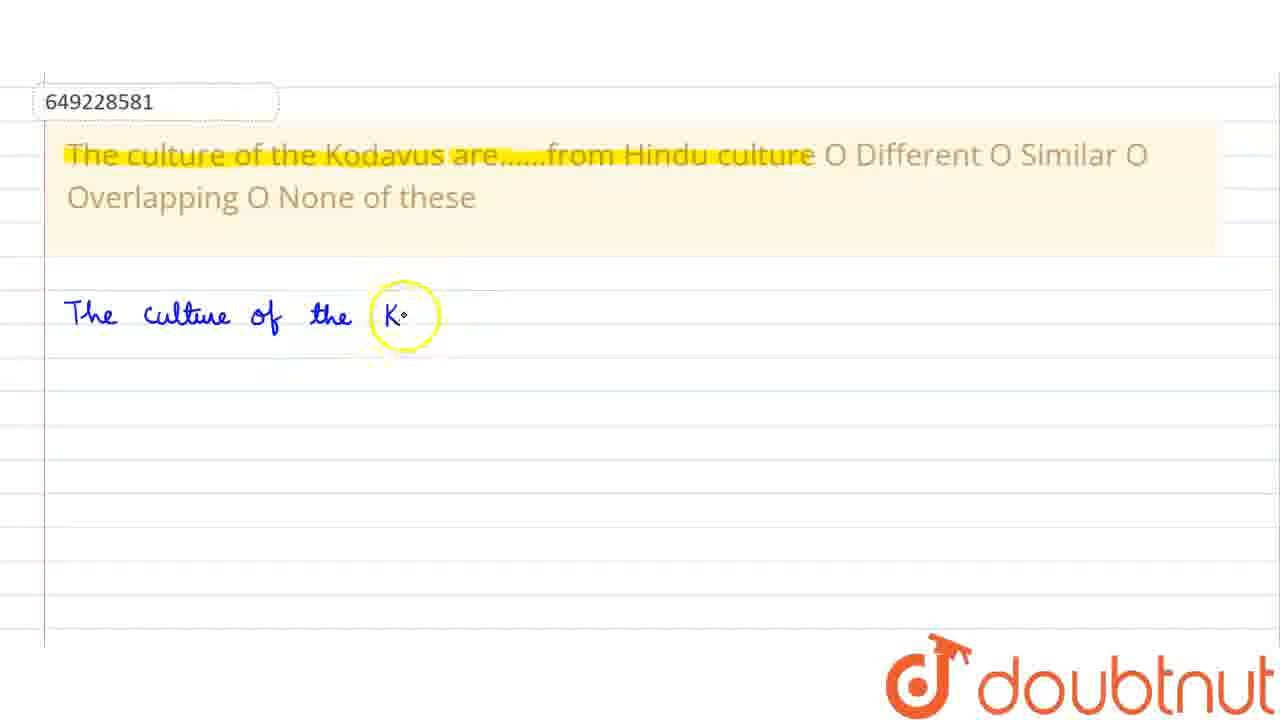 649228581
The culture of the Kodavus are......from Hindu culture O Different O Similar O
Overlapping O None of these
The culture of the K
doubtnut